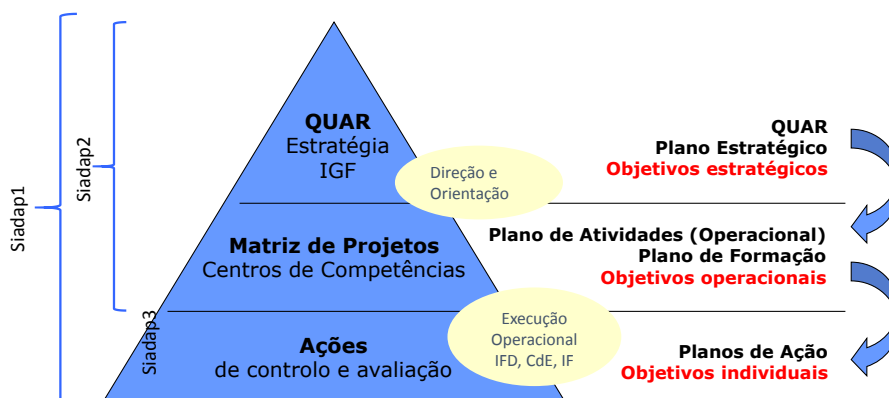 Siadap1
Siadap2
Siadap3
QUAR
Estratégia
IGF
Direção e
Orientação
QUAR
Plano Estratégico
Objetivos estratégicos
Matriz de Projetos
Centros de Competências
Plano de Atividades (Operacional)
Plano de Formação
Objetivos operacionais
Execução
Operacional
IFD, CdE, IF
Ações
de controlo e avaliação
Planos de Ação
Objetivos individuais